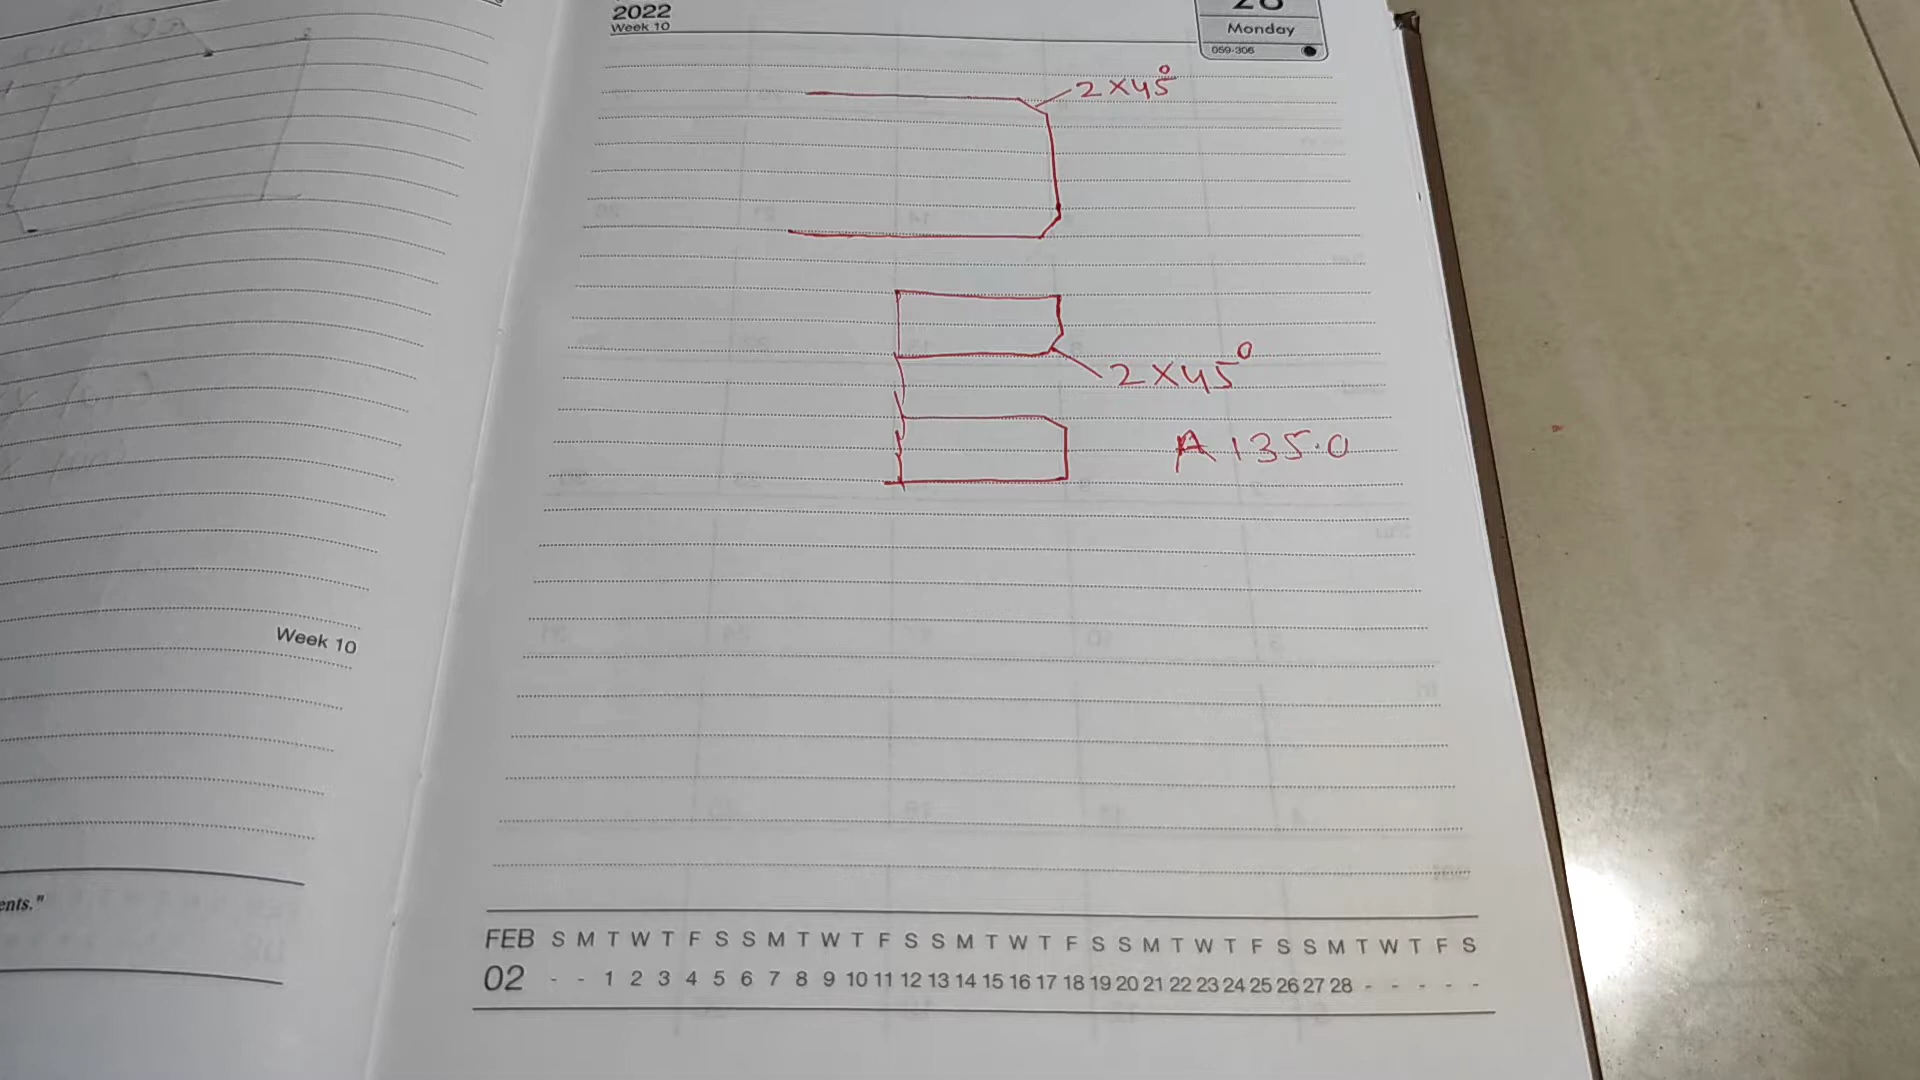 2022
Week 10
28
Monday
059-306
2 X 45°
2 X 45°
A 135.0
Week 10
ents."
FEB S M T W T F S S M T W T F S S M T W T F S S M T W T F S S M T W T F S
02 - - 1 2 3 4 5 6 7 8 9 10 11 12 13 14 15 16 17 18 19 20 21 22 23 24 25 26 27 28 - - - - -